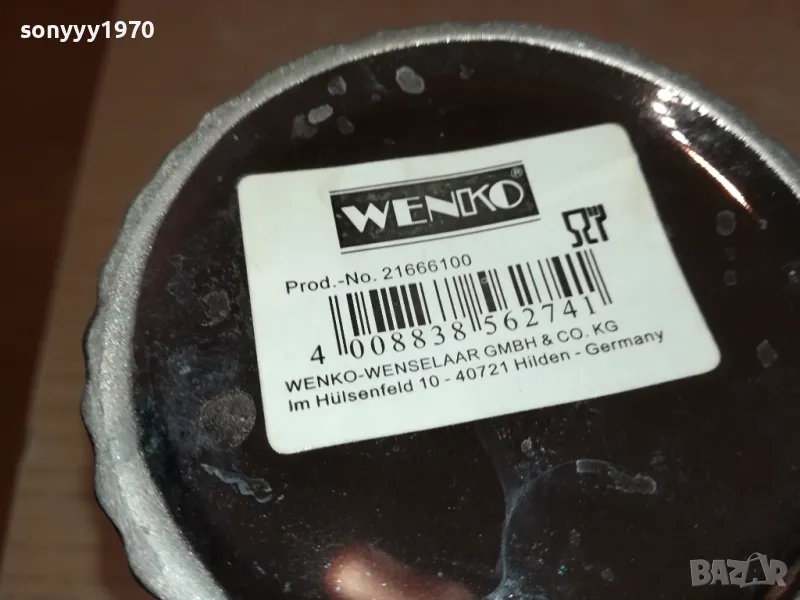 sonyyy1970
WENKO®
Prod.-No. 21666100
4 008838 562741
WENKO-WENSELAAR GMBH & CO. KG
Im Hülsenfeld 10 - 40721 Hilden - Germany
BAZAR